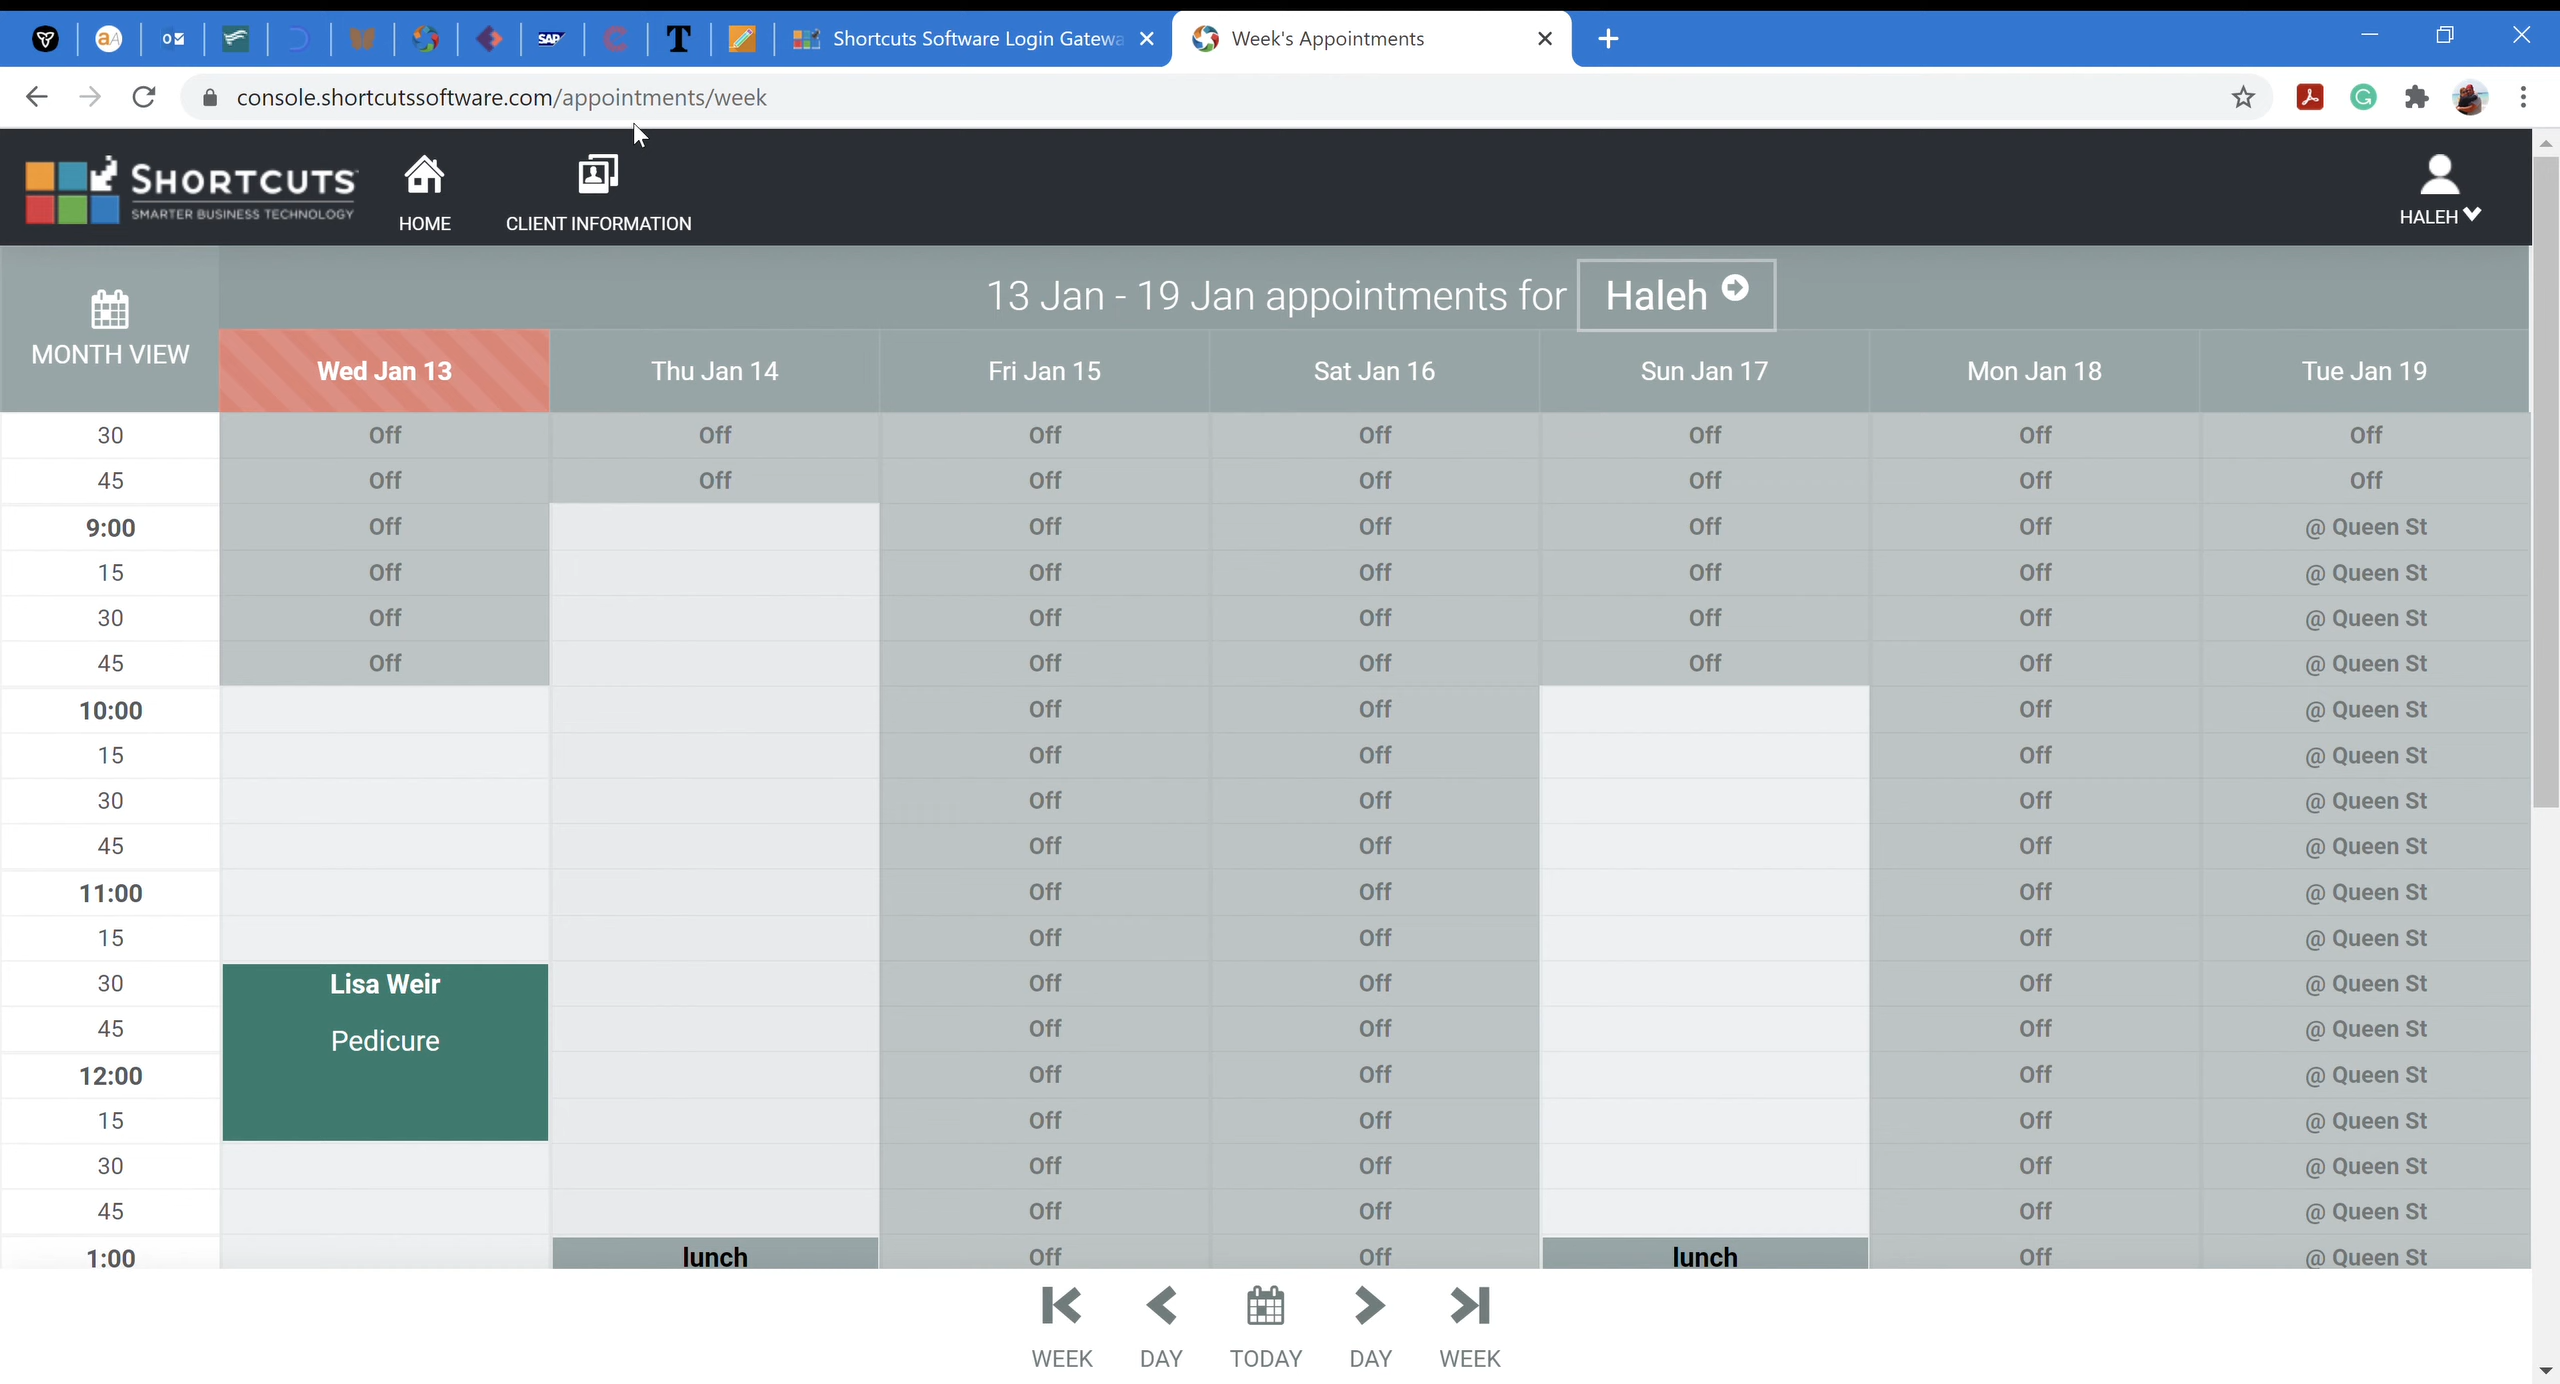 aA
SAP
C
T
Shortcuts Software Login Gatewa
Week's Appointments
console.shortcutssoftware.com/appointments/week
SHORTCUTS
SMARTER BUSINESS TECHNOLOGY
HOME
CLIENT INFORMATION
HALEH
13 Jan - 19 Jan appointments for Haleh
MONTH VIEW
Wed Jan 13 Thu Jan 14 Fri Jan 15 Sat Jan 16 Sun Jan 17 Mon Jan 18 Tue Jan 19
30 Off Off Off Off Off Off Off
45 Off Off Off Off Off Off Off
9:00 Off Off Off Off Off @ Queen St
15 Off Off Off Off Off @ Queen St
30 Off Off Off Off Off @ Queen St
45 Off Off Off Off Off @ Queen St
10:00 Off Off Off @ Queen St
15 Off Off Off @ Queen St
30 Off Off Off @ Queen St
45 Off Off Off @ Queen St
11:00 Off Off Off @ Queen St
15 Off Off Off @ Queen St
30 Lisa Weir Off Off Off @ Queen St
45 Pedicure Off Off Off @ Queen St
12:00 Off Off Off @ Queen St
15 Off Off Off @ Queen St
30 Off Off Off @ Queen St
45 Off Off Off @ Queen St
1:00 lunch Off Off lunch Off @ Queen St
WEEK DAY TODAY DAY WEEK